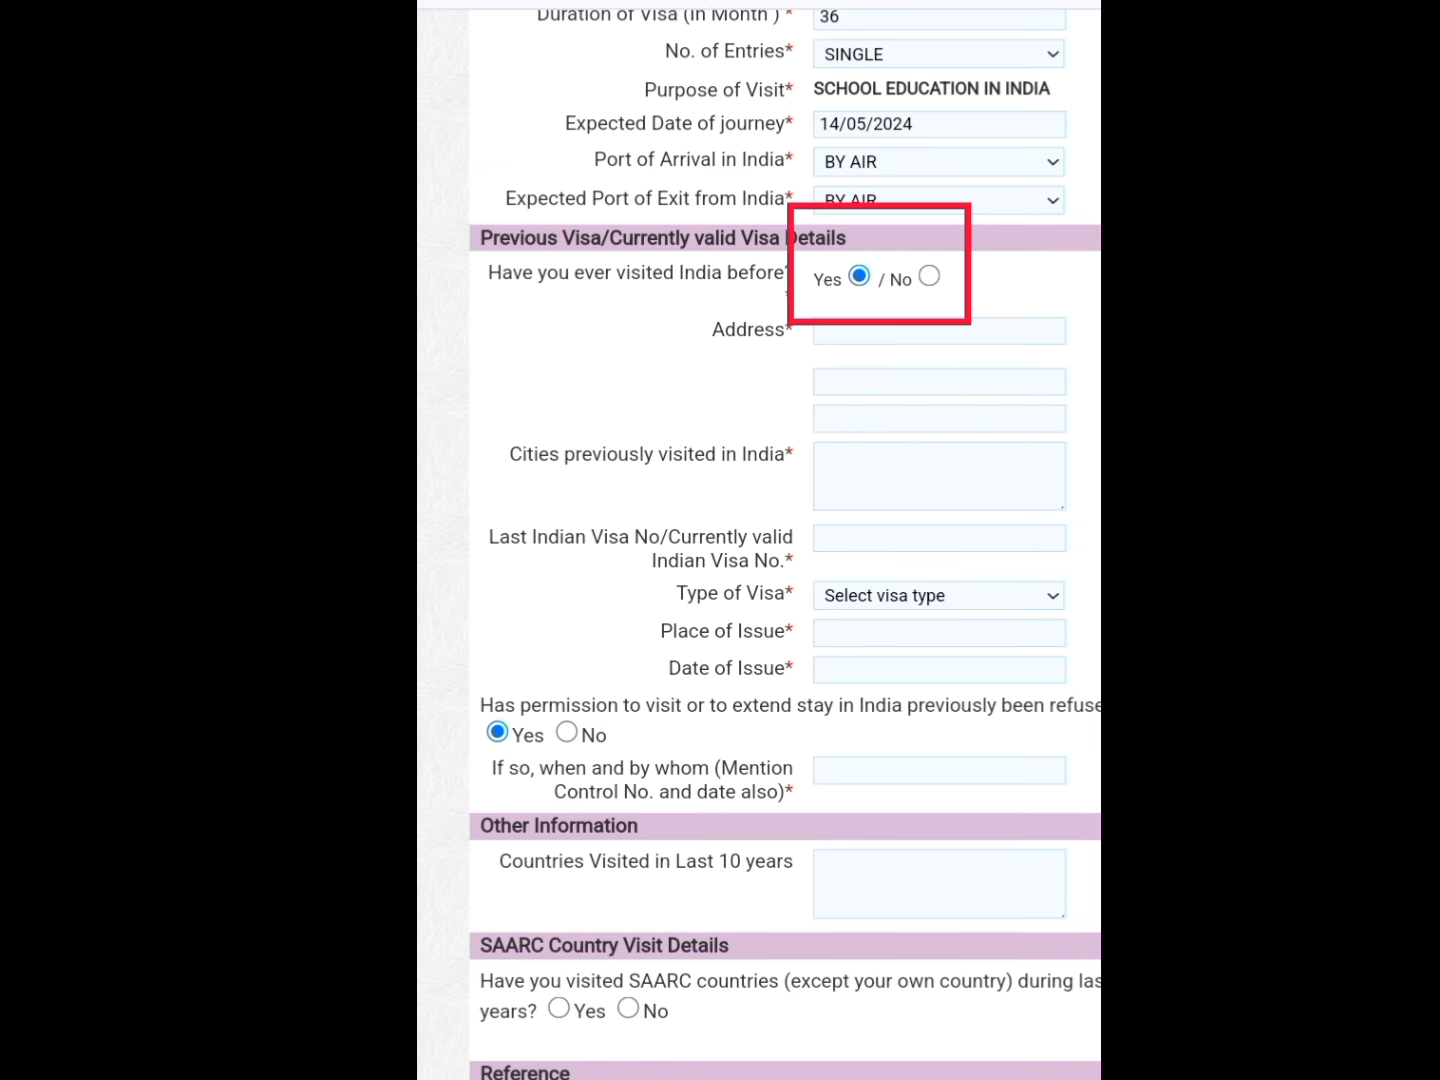 Duration of Visa (in Month ) * 36
No. of Entries* SINGLE
Purpose of Visit* SCHOOL EDUCATION IN INDIA
Expected Date of journey* 14/05/2024
Port of Arrival in India* BY AIR
Expected Port of Exit from India* BY AIR
Previous Visa/Currently valid Visa Details
Have you ever visited India before* Yes / No
*
Address*
Cities previously visited in India*
Last Indian Visa No/Currently valid
Indian Visa No.*
Type of Visa* Select visa type
Place of Issue*
Date of Issue*
Has permission to visit or to extend stay in India previously been refuse
Yes No
If so, when and by whom (Mention
Control No. and date also)*
Other Information
Countries Visited in Last 10 years
SAARC Country Visit Details
Have you visited SAARC countries (except your own country) during las
years? Yes No
Reference